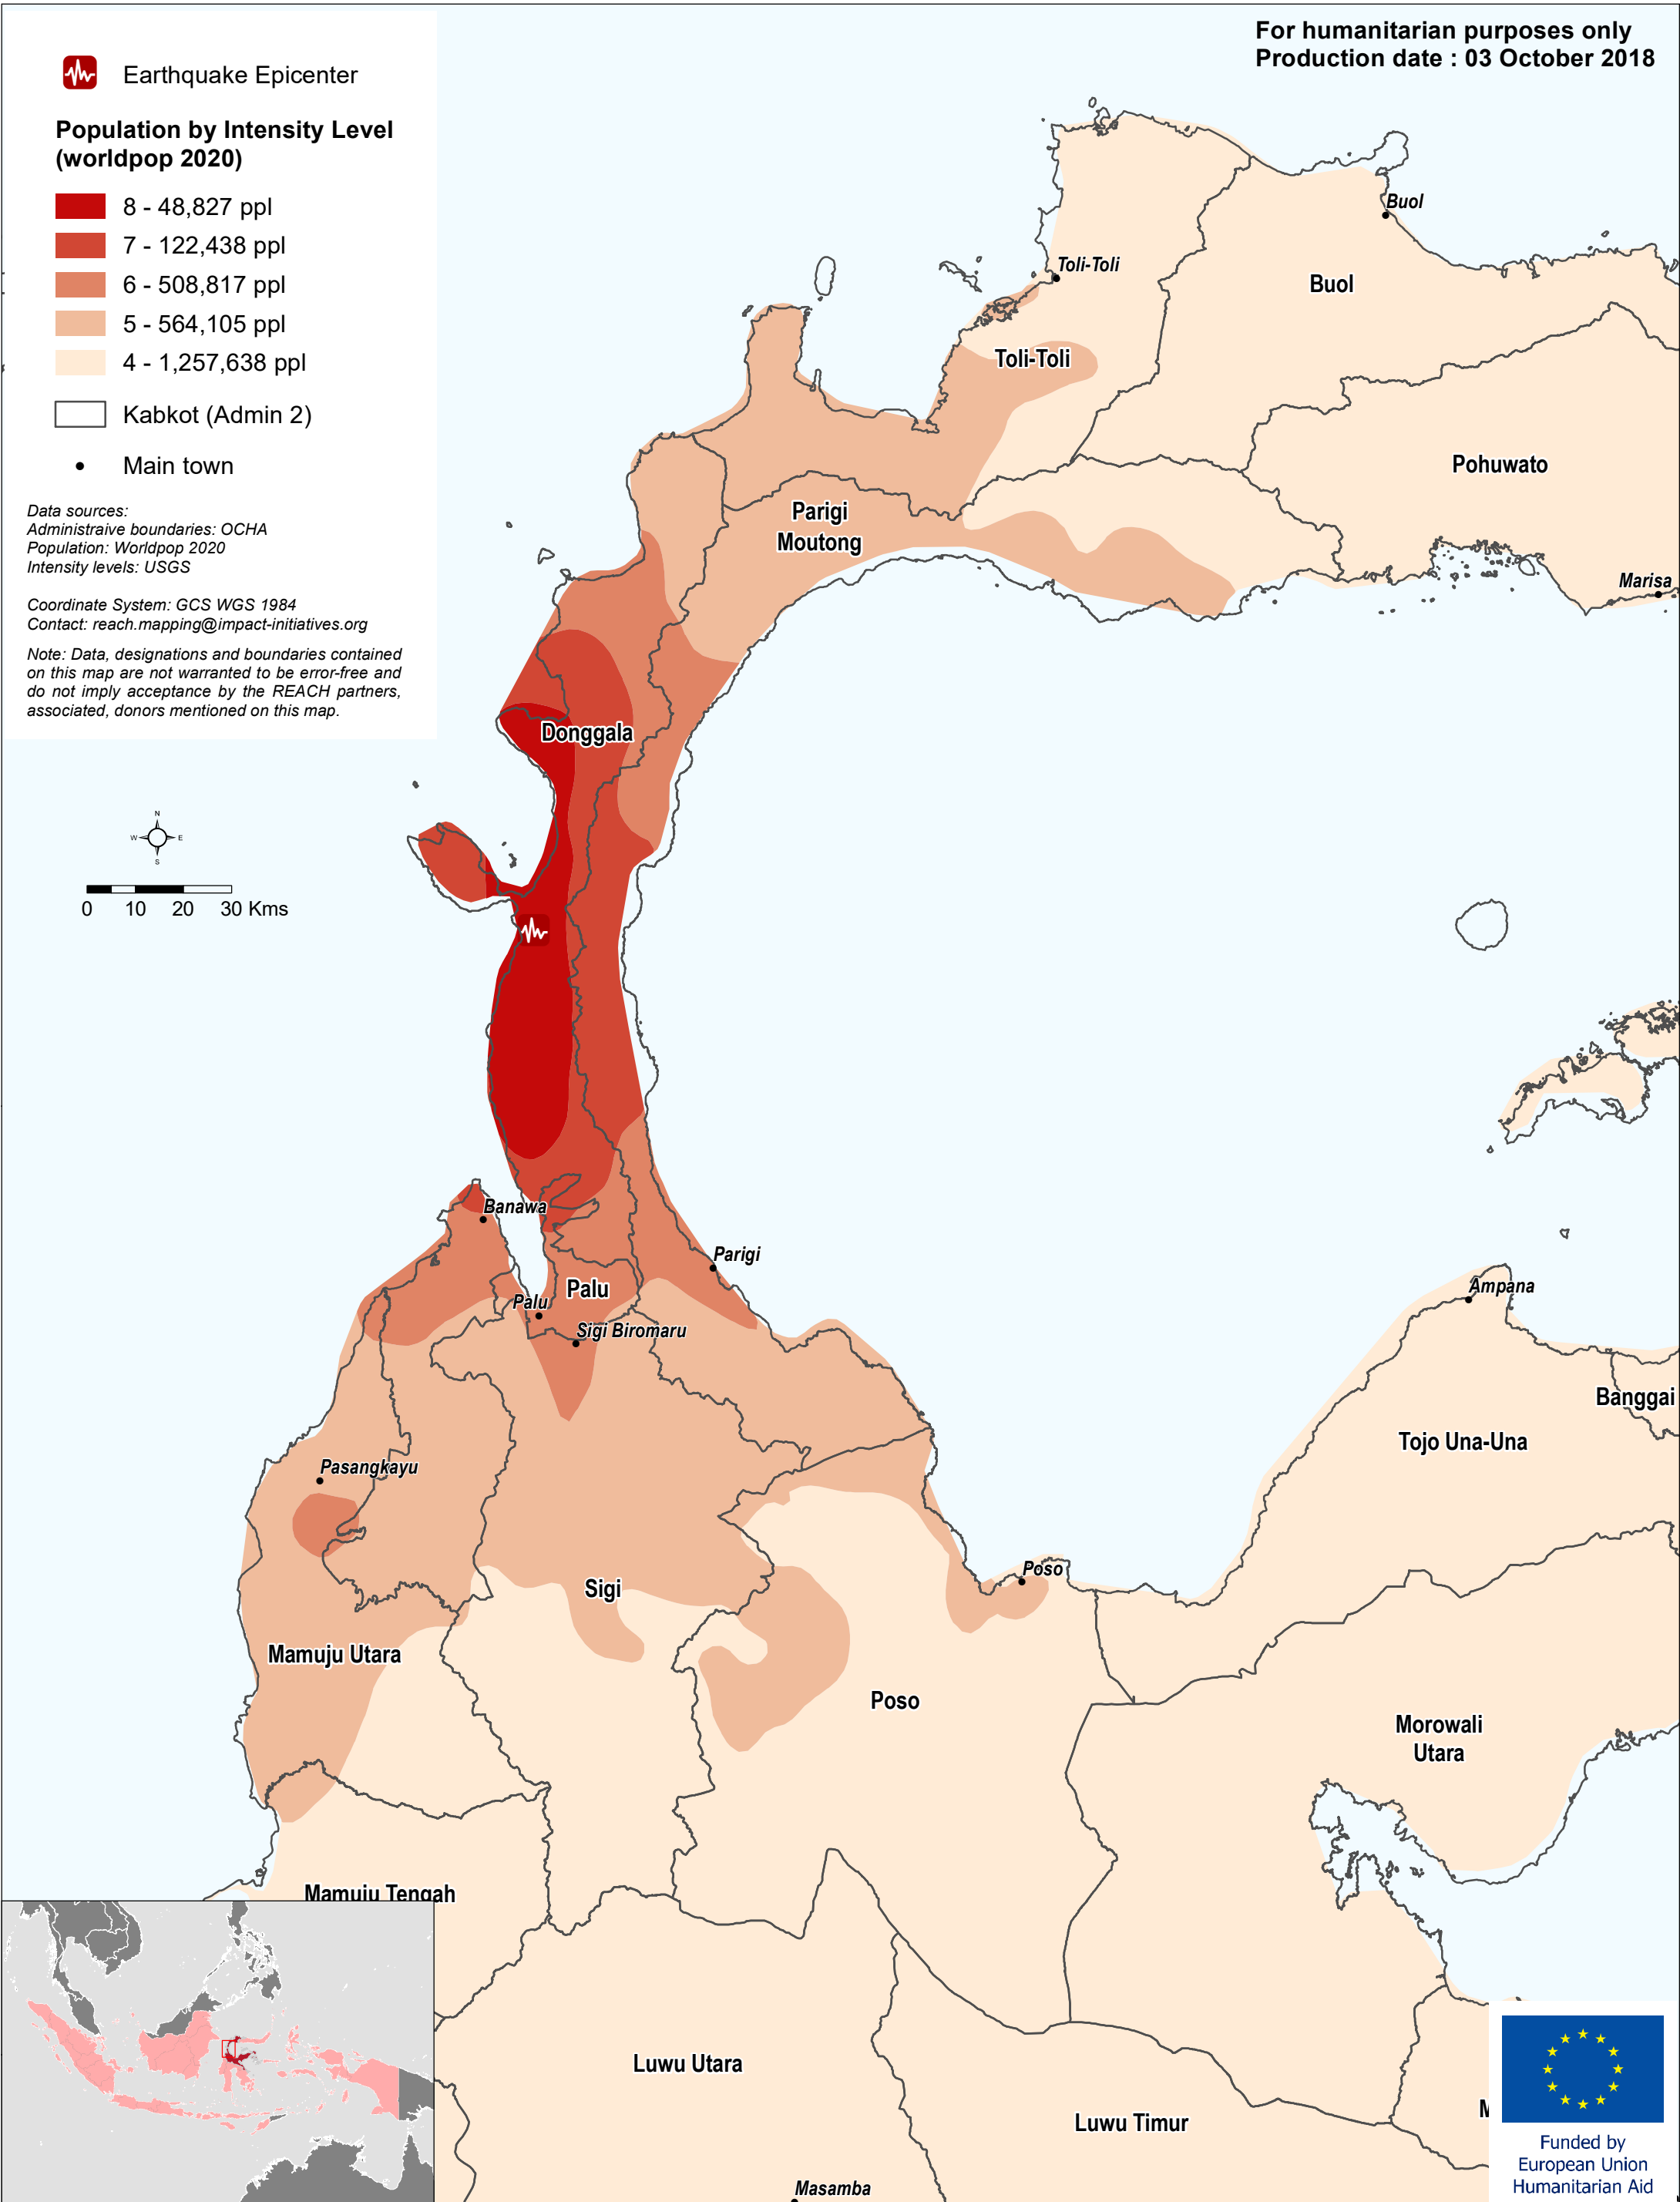 For humanitarian purposes only
Production date : 03 October 2018
Earthquake Epicenter
Population by Intensity Level
(worldpop 2020)
8 - 48,827 ppl
7 - 122,438 ppl
6 - 508,817 ppl
5 - 564,105 ppl
4 - 1,257,638 ppl
Kabkot (Admin 2)
Main town
Data sources:
Administraive boundaries: OCHA
Population: Worldpop 2020
Intensity levels: USGS
Coordinate System: GCS WGS 1984
Contact: reach.mapping@impact-initiatives.org
Note: Data, designations and boundaries contained
on this map are not warranted to be error-free and
do not imply acceptance by the REACH partners,
associated, donors mentioned on this map.
N
W E
S
0 10 20 30 Kms
Buol
Toli-Toli
Buol
Toli-Toli
Pohuwato
Parigi
Moutong
Marisa
Donggala
Banawa
Parigi
Palu
Palu
Sigi Biromaru
Ampana
Banggai
Tojo Una-Una
Pasangkayu
Poso
Sigi
Mamuju Utara
Poso
Morowali
Utara
Mamuju Tengah
Luwu Utara
Luwu Timur
M
Masamba
Funded by
European Union
Humanitarian Aid